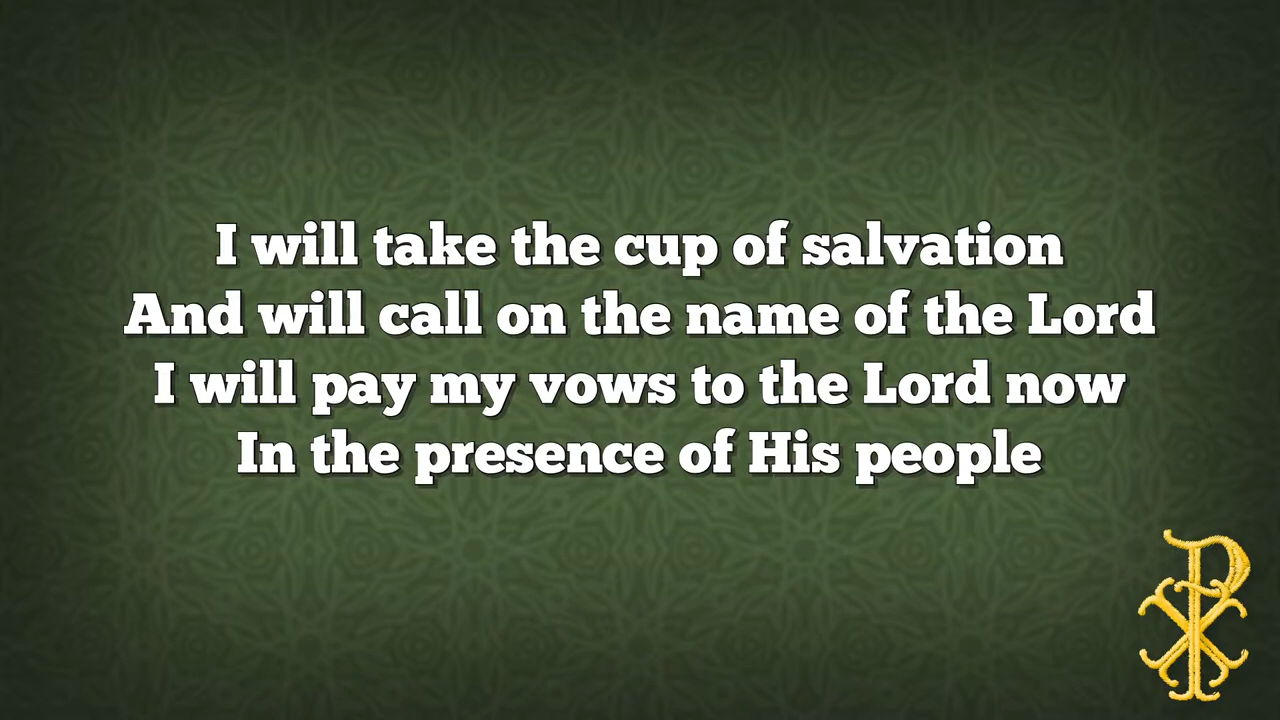 I will take the cup of salvation
And will call on the name of the Lord
I will pay my vows to the Lord now
In the presence of His people